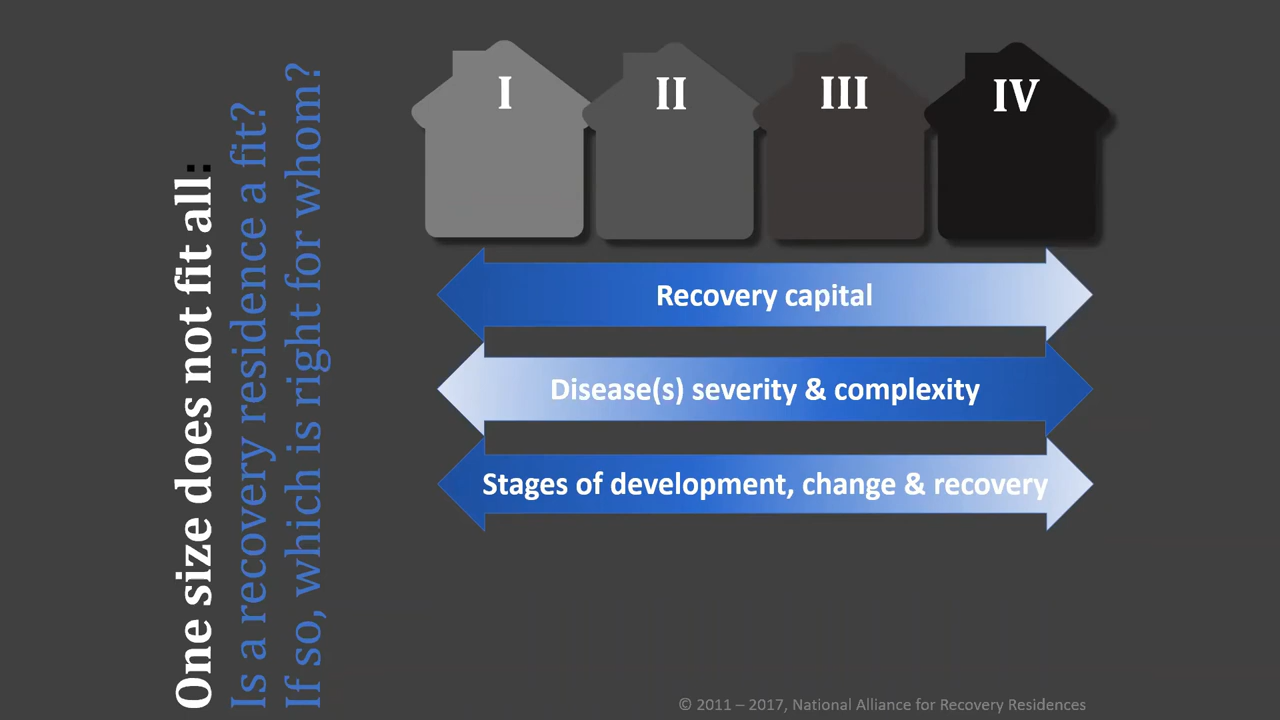 One size does not fit all:
Is a recovery residence a fit?
If so, which is right for whom?
I
II
III
IV
Recovery capital
Disease(s) severity & complexity
Stages of development, change & recovery
© 2011 – 2017, National Alliance for Recovery Residences